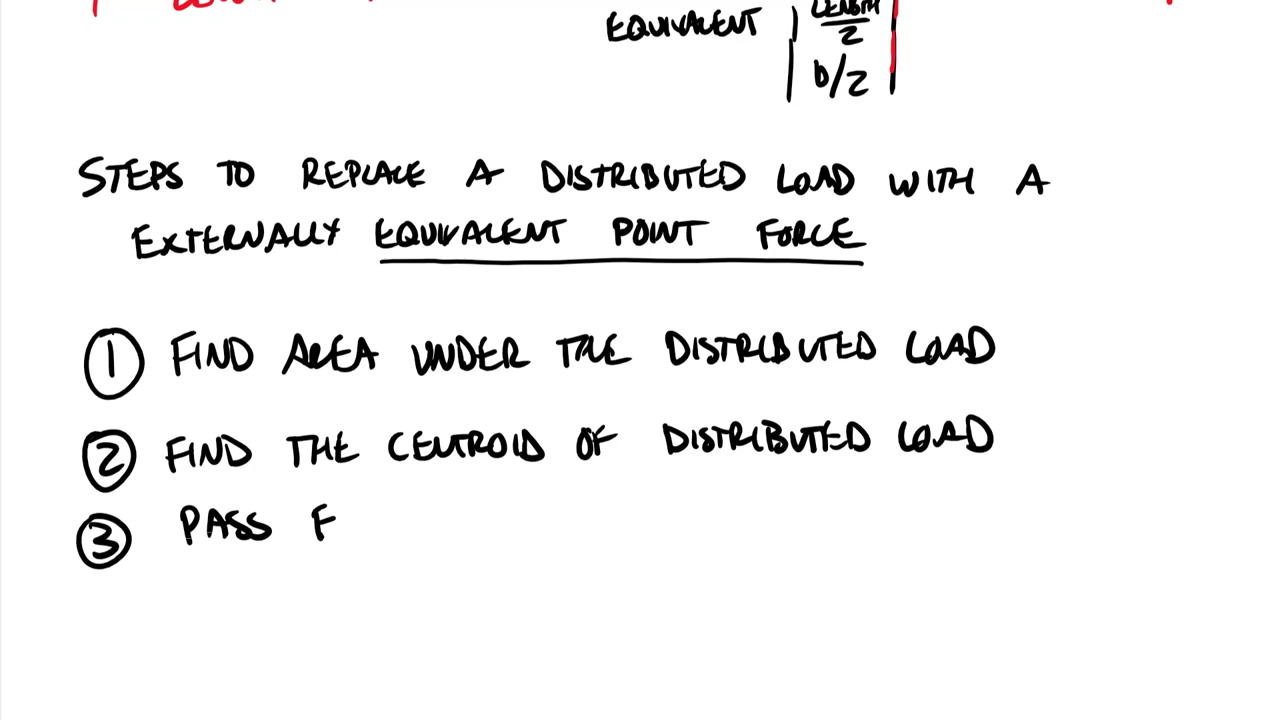 EQUIVALENT LENGTH/2
b/2
STEPS TO REPLACE A DISTRIBUTED LOAD WITH A
EXTERNALLY EQUIVALENT POINT FORCE
1 FIND AREA UNDER THE DISTRIBUTED LOAD
2 FIND THE CENTROID OF DISTRIBUTED LOAD
3 PASS F